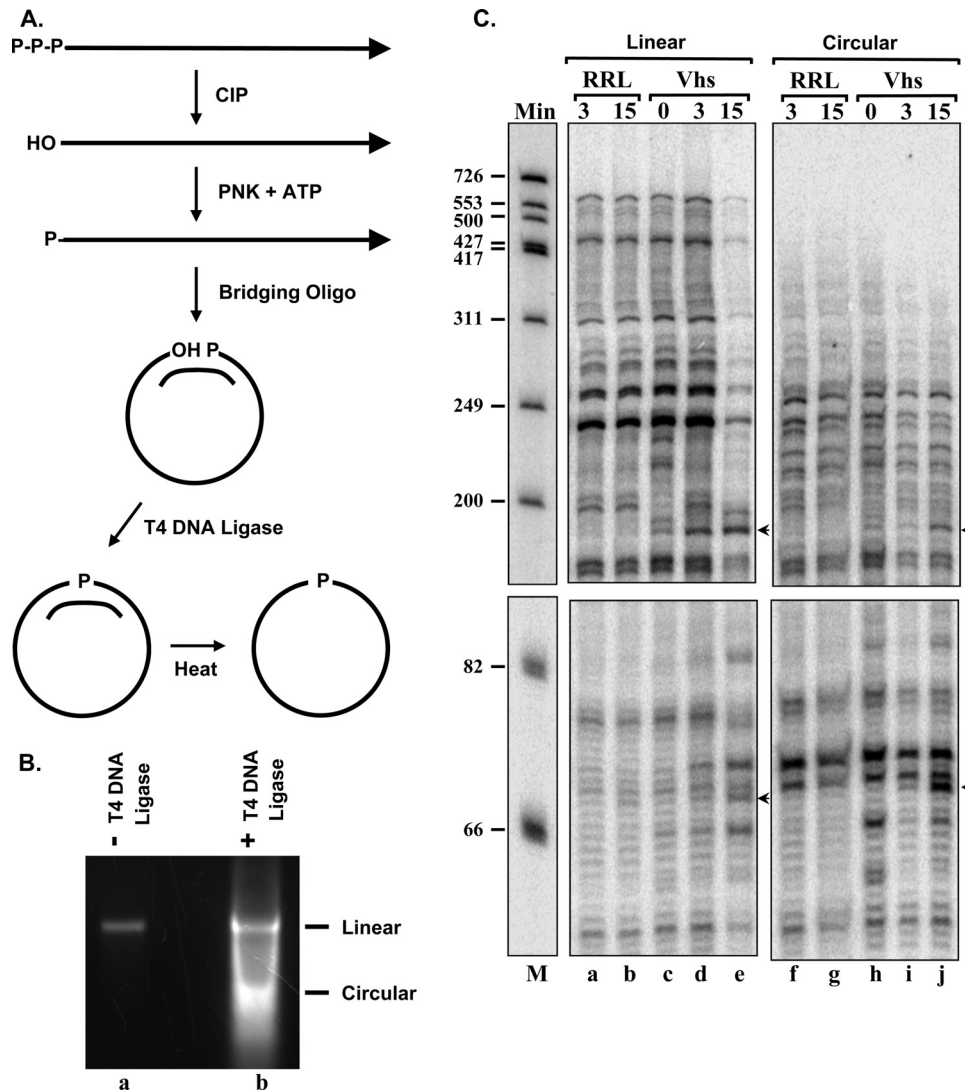 A.
P-P-P
CIP
HO
PNK + ATP
P-
Bridging Oligo
OH P
T4 DNA Ligase
P
Heat
P
B.
- T4 DNA
Ligase
+ T4 DNA
Ligase
Linear
Circular
a b
C.
Linear Circular
RRL Vhs RRL Vhs
Min 3 15 0 3 15 3 15 0 3 15
726
553
500
427
417
311
249
200
82
66
M a b c d e f g h i j